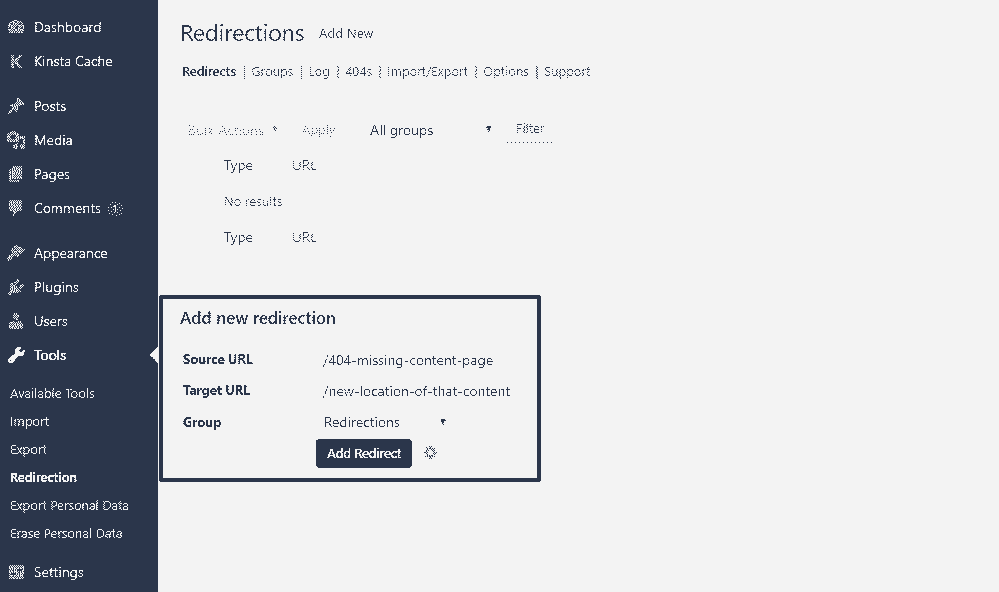 Dashboard
Kinsta Cache
Posts
Media
Pages
Comments 1
Appearance
Plugins
Users
Tools
Available Tools
Import
Export
Redirection
Export Personal Data
Erase Personal Data
Settings
Redirections Add New
Redirects | Groups | Log | 404s | Import/Export | Options | Support
Bulk Actions Apply All groups Filter
Type URL
No results
Type URL
Add new redirection
Source URL /404-missing-content-page
Target URL /new-location-of-that-content
Group Redirections
Add Redirect